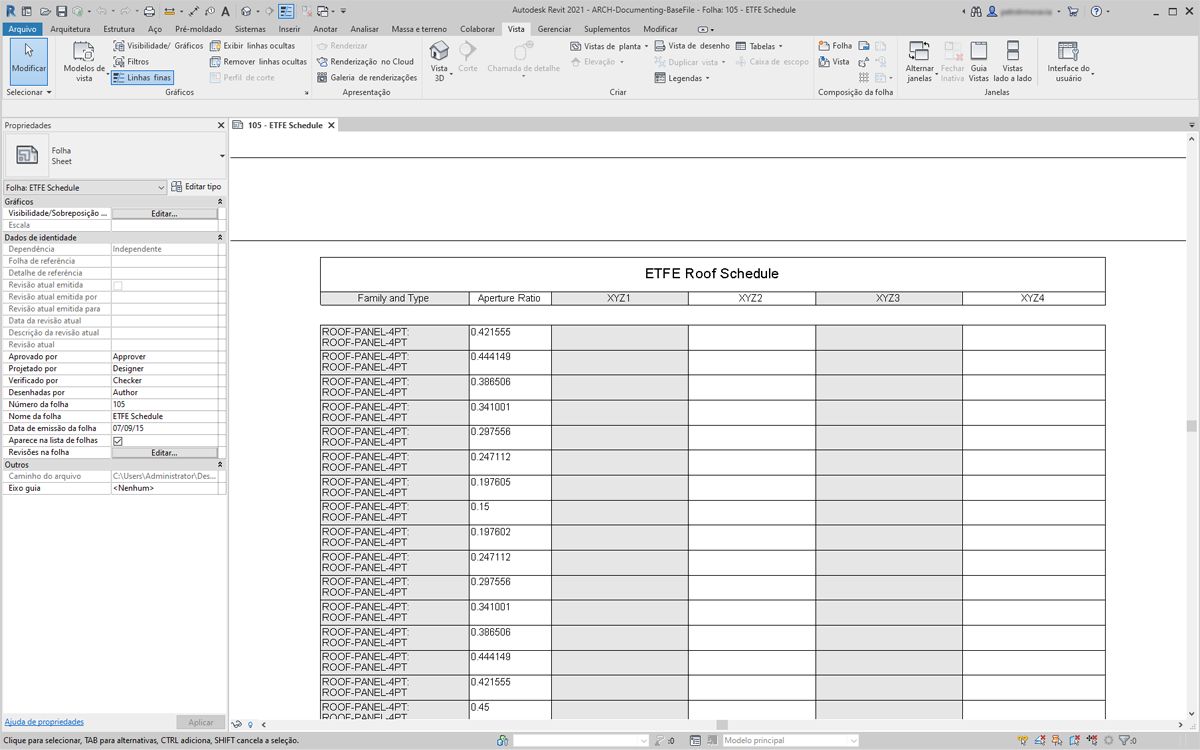 Autodesk Revit 2021 - ARCH-Documenting-BaseFile - Folha: 105 - ETFE Schedule
Arquivo Arquitetura Estrutura Aço Pré-moldado Sistemas Inserir Anotar Analisar Massa e terreno Colaborar Vista Gerenciar Suplementos Modificar
Modificar
Modelos de vista
Visibilidade/ Gráficos
Filtros
Linhas finas
Exibir linhas ocultas
Remover linhas ocultas
Perfil de corte
Renderizar
Renderização no Cloud
Galeria de renderizações
Vista 3D
Corte
Chamada de detalhe
Vistas de planta
Elevação
Vista de desenho
Duplicar vista
Legendas
Tabelas
Caixa de escopo
Folha
Vista
Alternar janelas
Fechar Inativa
Guia Vistas
Vistas lado a lado
Interface do usuário
Selecionar Gráficos Apresentação Criar Composição da folha Janelas
Propriedades
105 - ETFE Schedule
Folha
Sheet
Folha: ETFE Schedule Editar tipo
Gráficos
Visibilidade/Sobreposição ... Editar...
Escala
Dados de identidade
Dependência Independente
Folha de referência
Detalhe de referência
Revisão atual emitida
Revisão atual emitida por
Revisão atual emitida para
Data da revisão atual
Descrição da revisão atual
Revisão atual
Aprovado por Approver
Projetado por Designer
Verificado por Checker
Desenhadas por Author
Número da folha 105
Nome da folha ETFE Schedule
Data de emissão da folha 07/09/15
Aparece na lista de folhas
Revisões na folha Editar...
Outros
Caminho do arquivo C:\Users\Administrator\Des...
Eixo guia <Nenhum>
Ajuda de propriedades Aplicar
ETFE Roof Schedule
Family and Type Aperture Ratio XYZ1 XYZ2 XYZ3 XYZ4
ROOF-PANEL-4PT: 0.421555
ROOF-PANEL-4PT
ROOF-PANEL-4PT: 0.444149
ROOF-PANEL-4PT
ROOF-PANEL-4PT: 0.386506
ROOF-PANEL-4PT
ROOF-PANEL-4PT: 0.341001
ROOF-PANEL-4PT
ROOF-PANEL-4PT: 0.297556
ROOF-PANEL-4PT
ROOF-PANEL-4PT: 0.247112
ROOF-PANEL-4PT
ROOF-PANEL-4PT: 0.197605
ROOF-PANEL-4PT
ROOF-PANEL-4PT: 0.15
ROOF-PANEL-4PT
ROOF-PANEL-4PT: 0.197602
ROOF-PANEL-4PT
ROOF-PANEL-4PT: 0.247112
ROOF-PANEL-4PT
ROOF-PANEL-4PT: 0.297556
ROOF-PANEL-4PT
ROOF-PANEL-4PT: 0.341001
ROOF-PANEL-4PT
ROOF-PANEL-4PT: 0.386506
ROOF-PANEL-4PT
ROOF-PANEL-4PT: 0.444149
ROOF-PANEL-4PT
ROOF-PANEL-4PT: 0.421555
ROOF-PANEL-4PT
ROOF-PANEL-4PT: 0.45
ROOF-PANEL-4PT
Clique para selecionar, TAB para alternativas, CTRL adiciona, SHIFT cancela a seleção. :0 Modelo principal :0